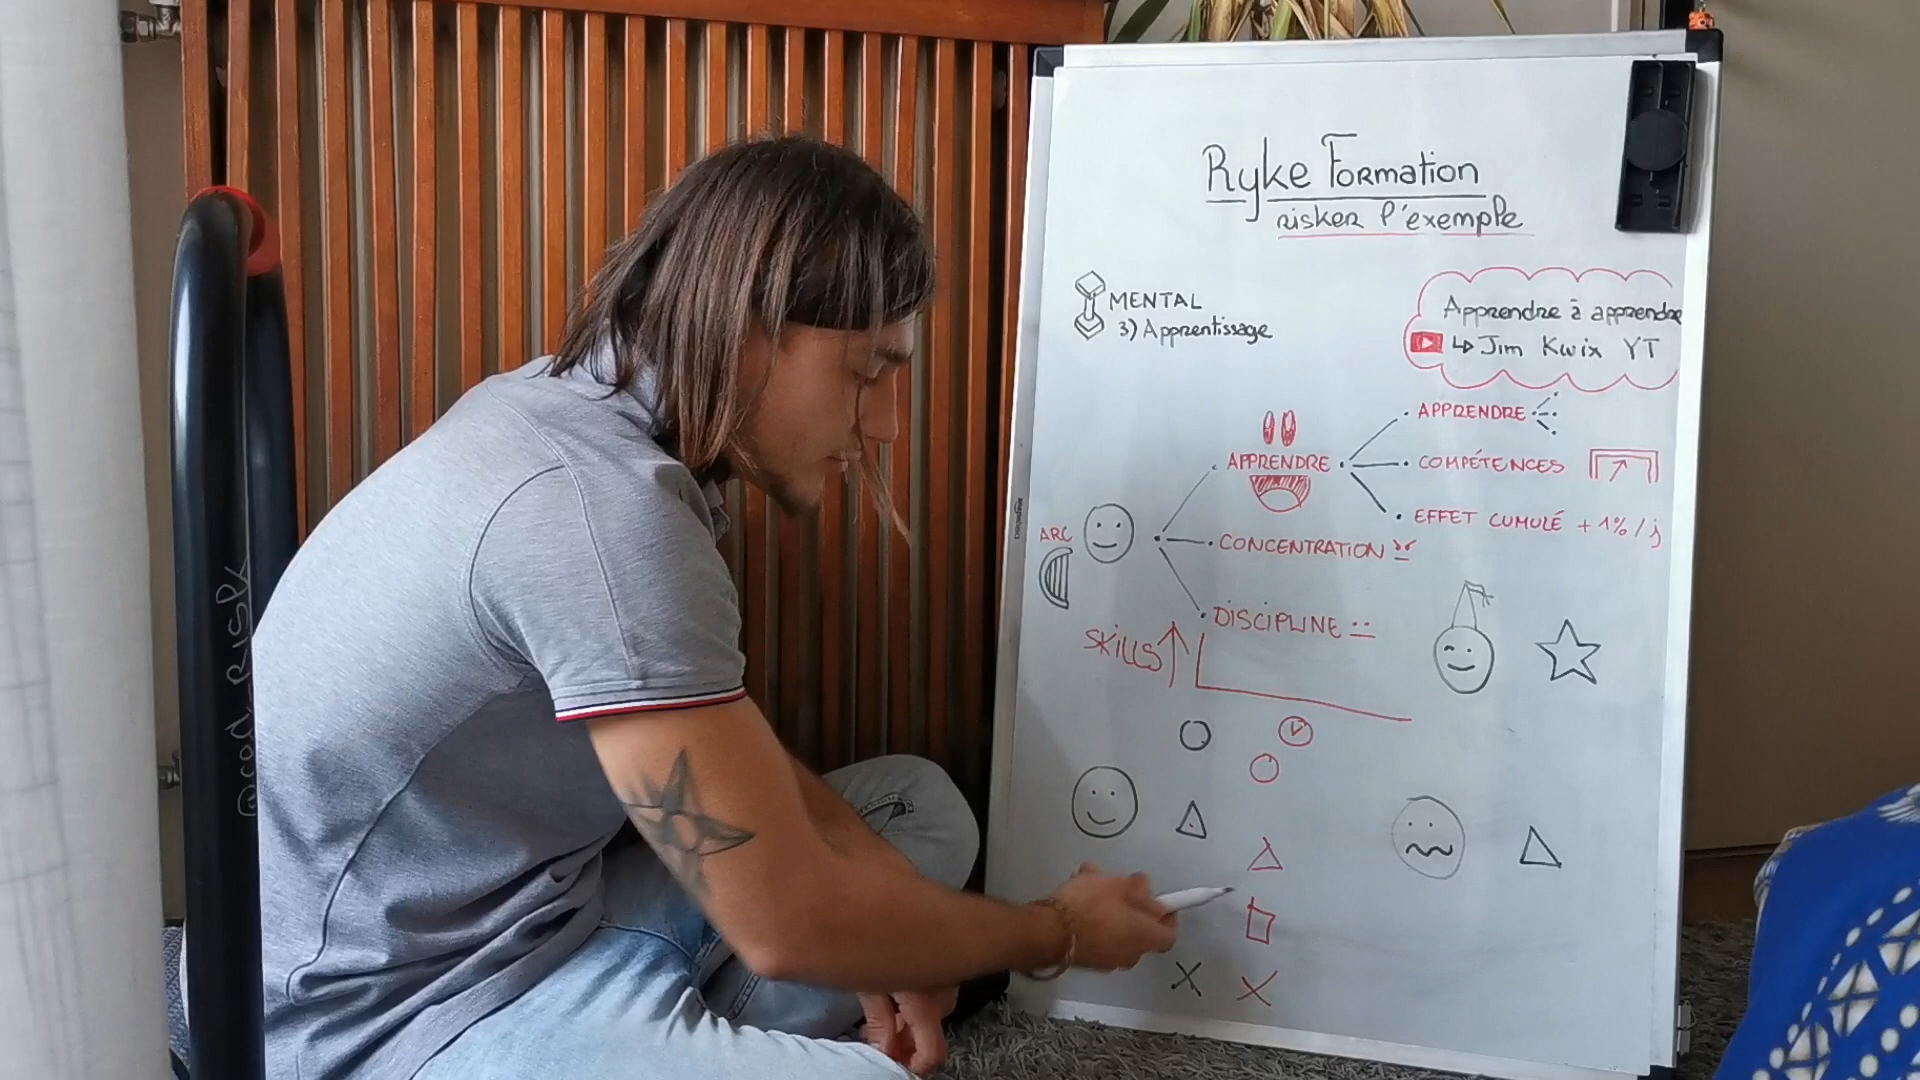 Ryke Formation
risker l'exemple
MENTAL
3) Apprentissage
Apprendre à apprendre
↳ Jim Kwix YT
APPRENDRE
APPRENDRE
COMPÉTENCES
EFFET CUMULÉ + 1% / j
ARC
CONCENTRATION
DISCIPLINE
SKILLS